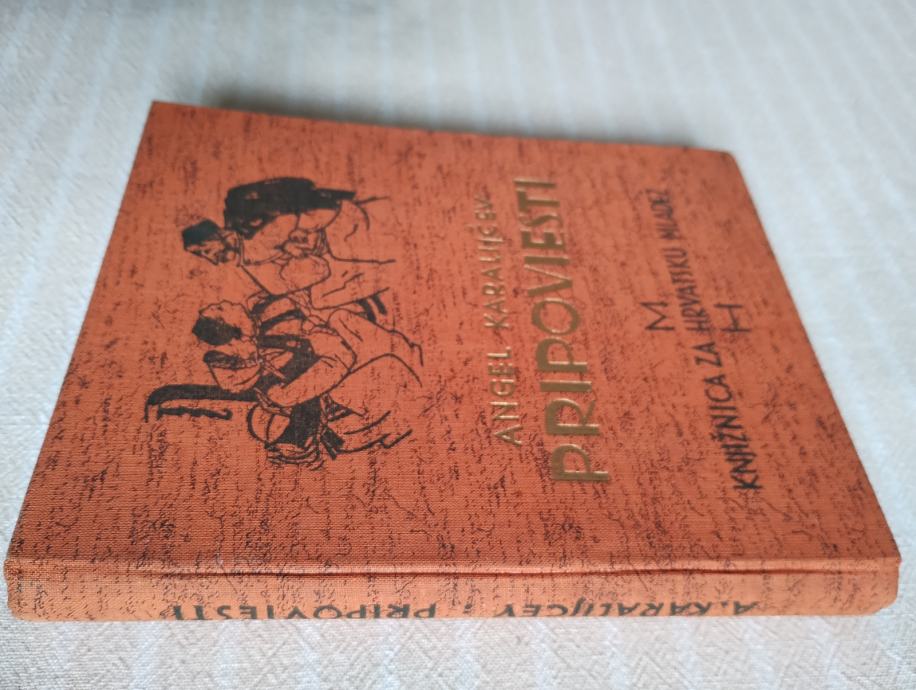 ANGEL KARALIJČEV
PRIPOVIESTI
M
KNJIŽNICA ZA HRVATSKU MLADEŽ
H
A. KARALIJČEV : PRIPOVIESTI